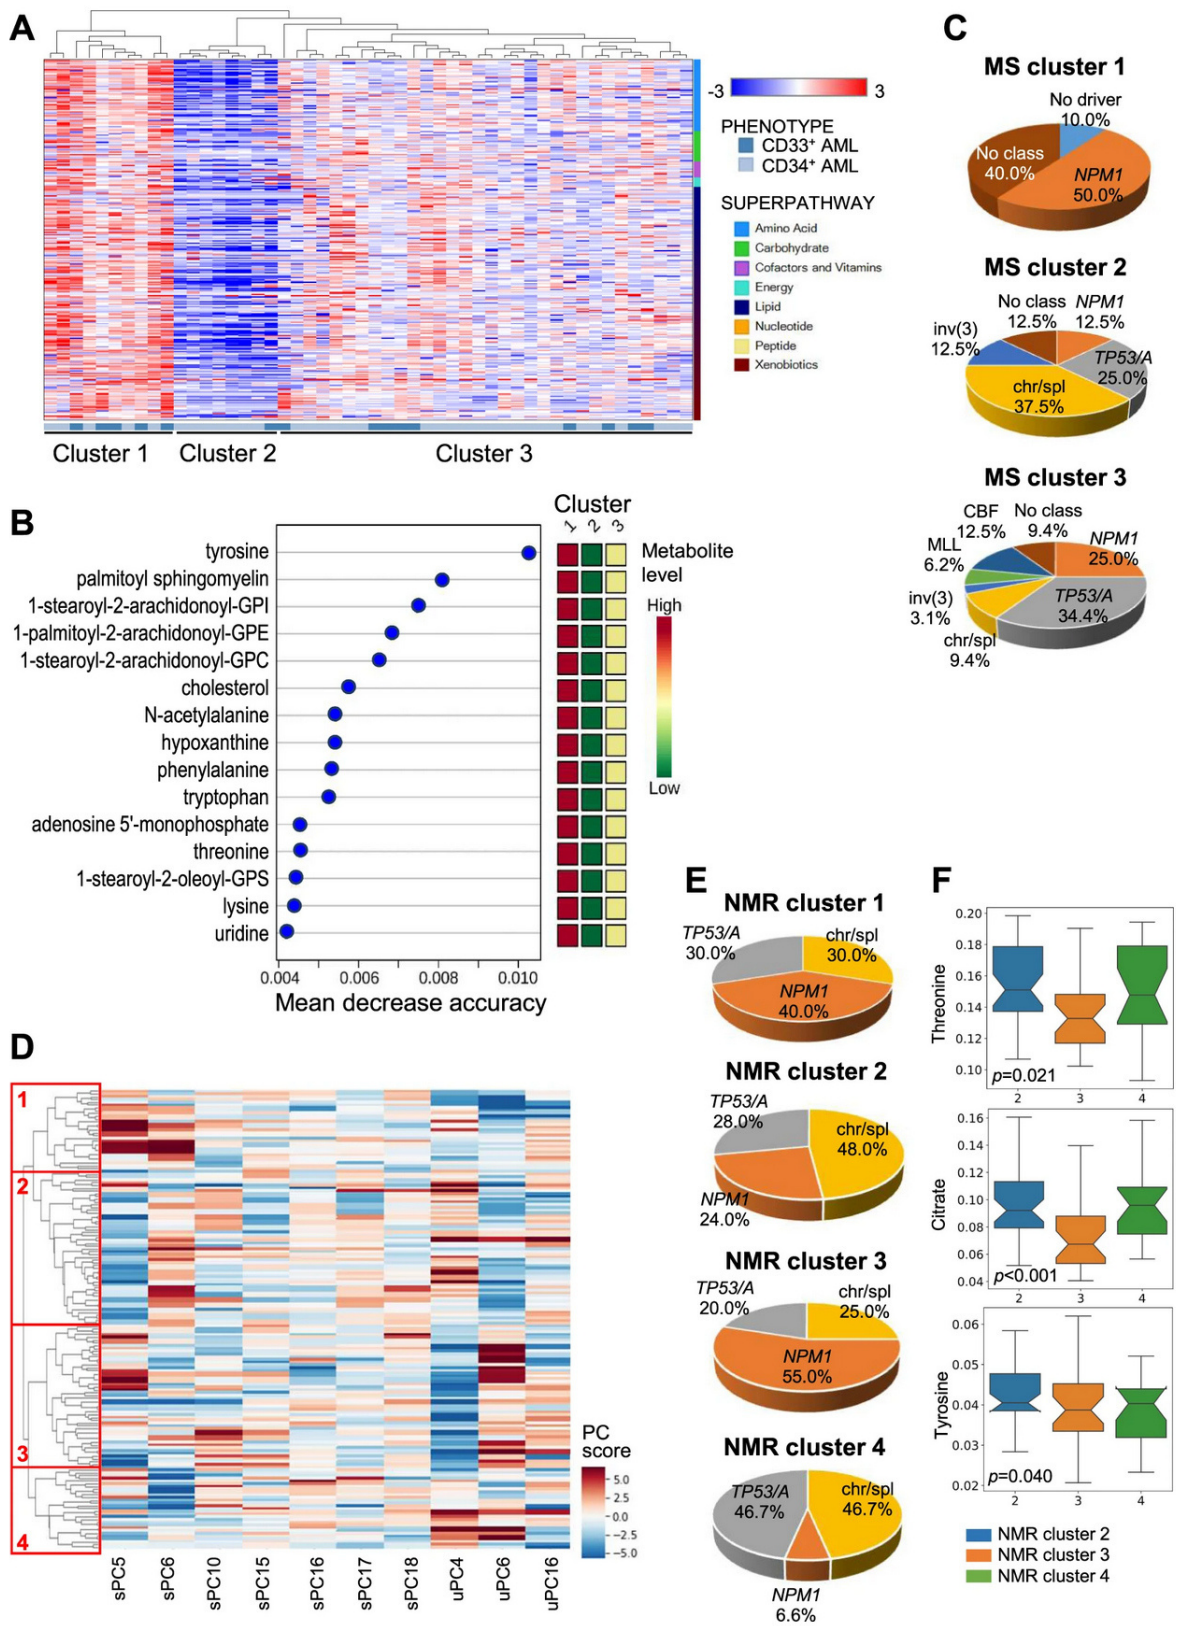 A
-3
3
PHENOTYPE
CD33+ AML
CD34+ AML
SUPERPATHWAY
Amino Acid
Carbohydrate
Cofactors and Vitamins
Energy
Lipid
Nucleotide
Peptide
Xenobiotics
Cluster 1
Cluster 2
Cluster 3
B
tyrosine
palmitoyl sphingomyelin
1-stearoyl-2-arachidonoyl-GPI
1-palmitoyl-2-arachidonoyl-GPE
1-stearoyl-2-arachidonoyl-GPC
cholesterol
N-acetylalanine
hypoxanthine
phenylalanine
tryptophan
adenosine 5'-monophosphate
threonine
1-stearoyl-2-oleoyl-GPS
lysine
uridine
0.004
0.006
0.008
0.010
Mean decrease accuracy
Cluster
1
2
3
Metabolite
level
High
Low
C
MS cluster 1
No driver
10.0%
No class
40.0%
NPM1
50.0%
MS cluster 2
No class
12.5%
NPM1
12.5%
inv(3)
12.5%
TP53/A
25.0%
chr/spl
37.5%
MS cluster 3
CBF
12.5%
No class
9.4%
NPM1
25.0%
MLL
6.2%
TP53/A
34.4%
inv(3)
3.1%
chr/spl
9.4%
D
1
2
3
4
sPC5
sPC6
sPC10
sPC15
sPC16
sPC17
sPC18
uPC4
uPC6
uPC16
PC
score
5.0
2.5
0.0
−2.5
−5.0
E
NMR cluster 1
TP53/A
30.0%
chr/spl
30.0%
NPM1
40.0%
NMR cluster 2
TP53/A
28.0%
chr/spl
48.0%
NPM1
24.0%
NMR cluster 3
TP53/A
20.0%
chr/spl
25.0%
NPM1
55.0%
NMR cluster 4
TP53/A
46.7%
chr/spl
46.7%
NPM1
6.6%
F
Threonine
0.20
0.18
0.16
0.14
0.12
0.10
p=0.021
2
3
4
Citrate
0.16
0.14
0.12
0.10
0.08
0.06
0.04
p<0.001
2
3
4
Tyrosine
0.06
0.05
0.04
0.03
0.02
p=0.040
2
3
4
NMR cluster 2
NMR cluster 3
NMR cluster 4